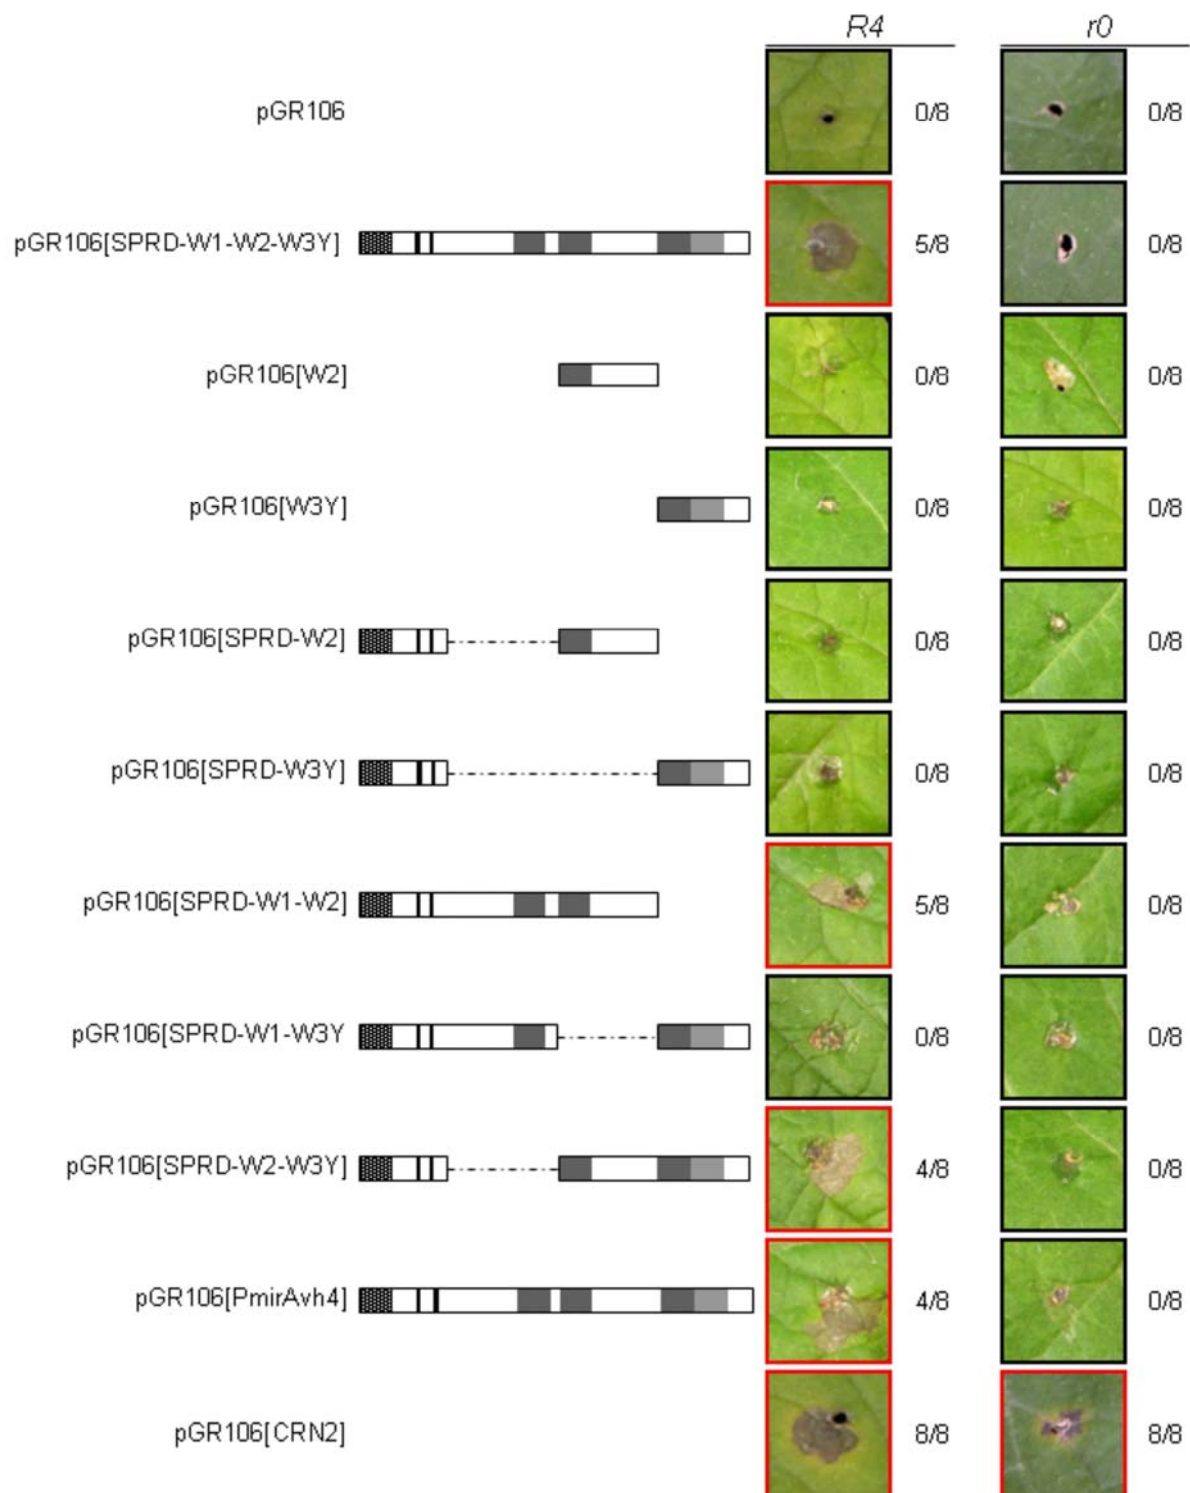 R4 r0
pGR106 0/8 0/8
pGR106[SPRD-W1-W2-W3Y] 5/8 0/8
pGR106[W2] 0/8 0/8
pGR106[W3Y] 0/8 0/8
pGR106[SPRD-W2] 0/8 0/8
pGR106[SPRD-W3Y] 0/8 0/8
pGR106[SPRD-W1-W2] 5/8 0/8
pGR106[SPRD-W1-W3Y 0/8 0/8
pGR106[SPRD-W2-W3Y] 4/8 0/8
pGR106[PmirAvh4] 4/8 0/8
pGR106[CRN2] 8/8 8/8